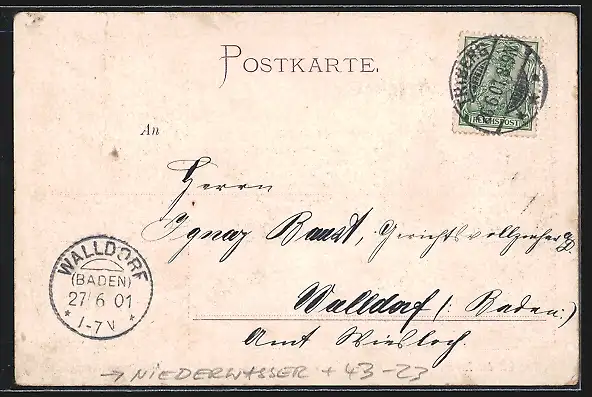 POSTKARTE.
REICHSPOST
An
Herrn
Ignaz Baust, Gerichtsvollzieher a/D.
WALLDORF
(BADEN)
27 6 01
* 1-7V *
Walldorf (: Baden :)
Amt Wiesloch.
→ NIEDERWASSER + 43-23